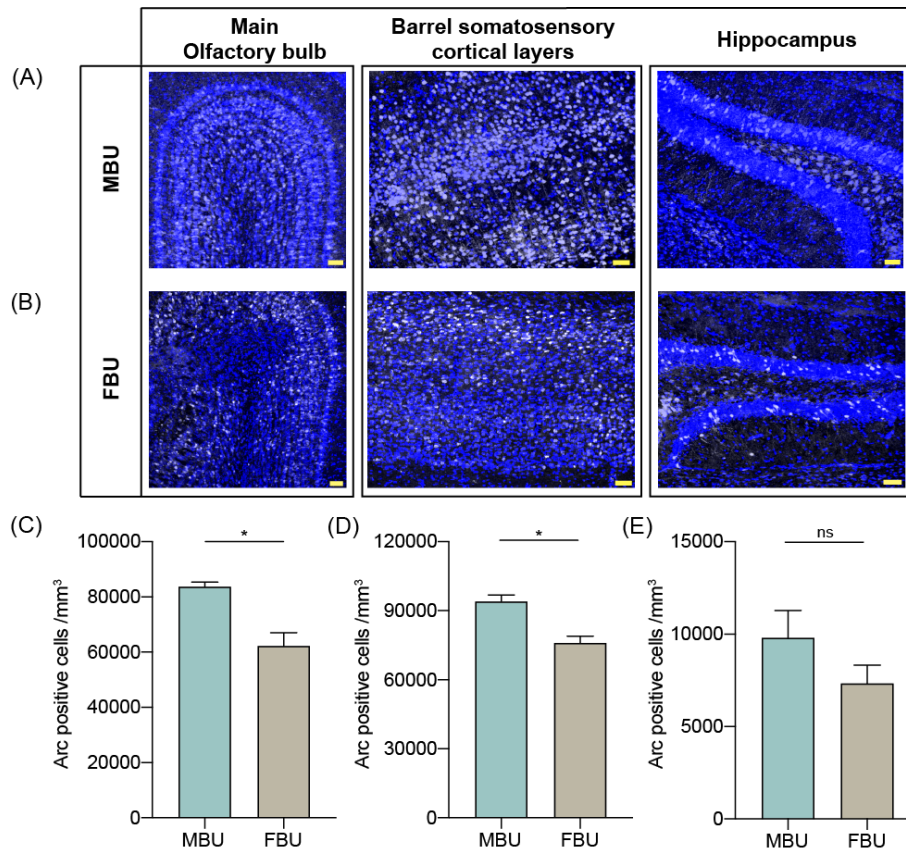 Main
Olfactory bulb
Barrel somatosensory
cortical layers
Hippocampus
(A)
MBU
(B)
FBU
(C)
100000
80000
60000
40000
20000
0
Arc positive cells /mm³
*
MBU
FBU
(D)
120000
90000
60000
30000
0
Arc positive cells /mm³
*
MBU
FBU
(E)
15000
10000
5000
0
Arc positive cells /mm³
ns
MBU
FBU